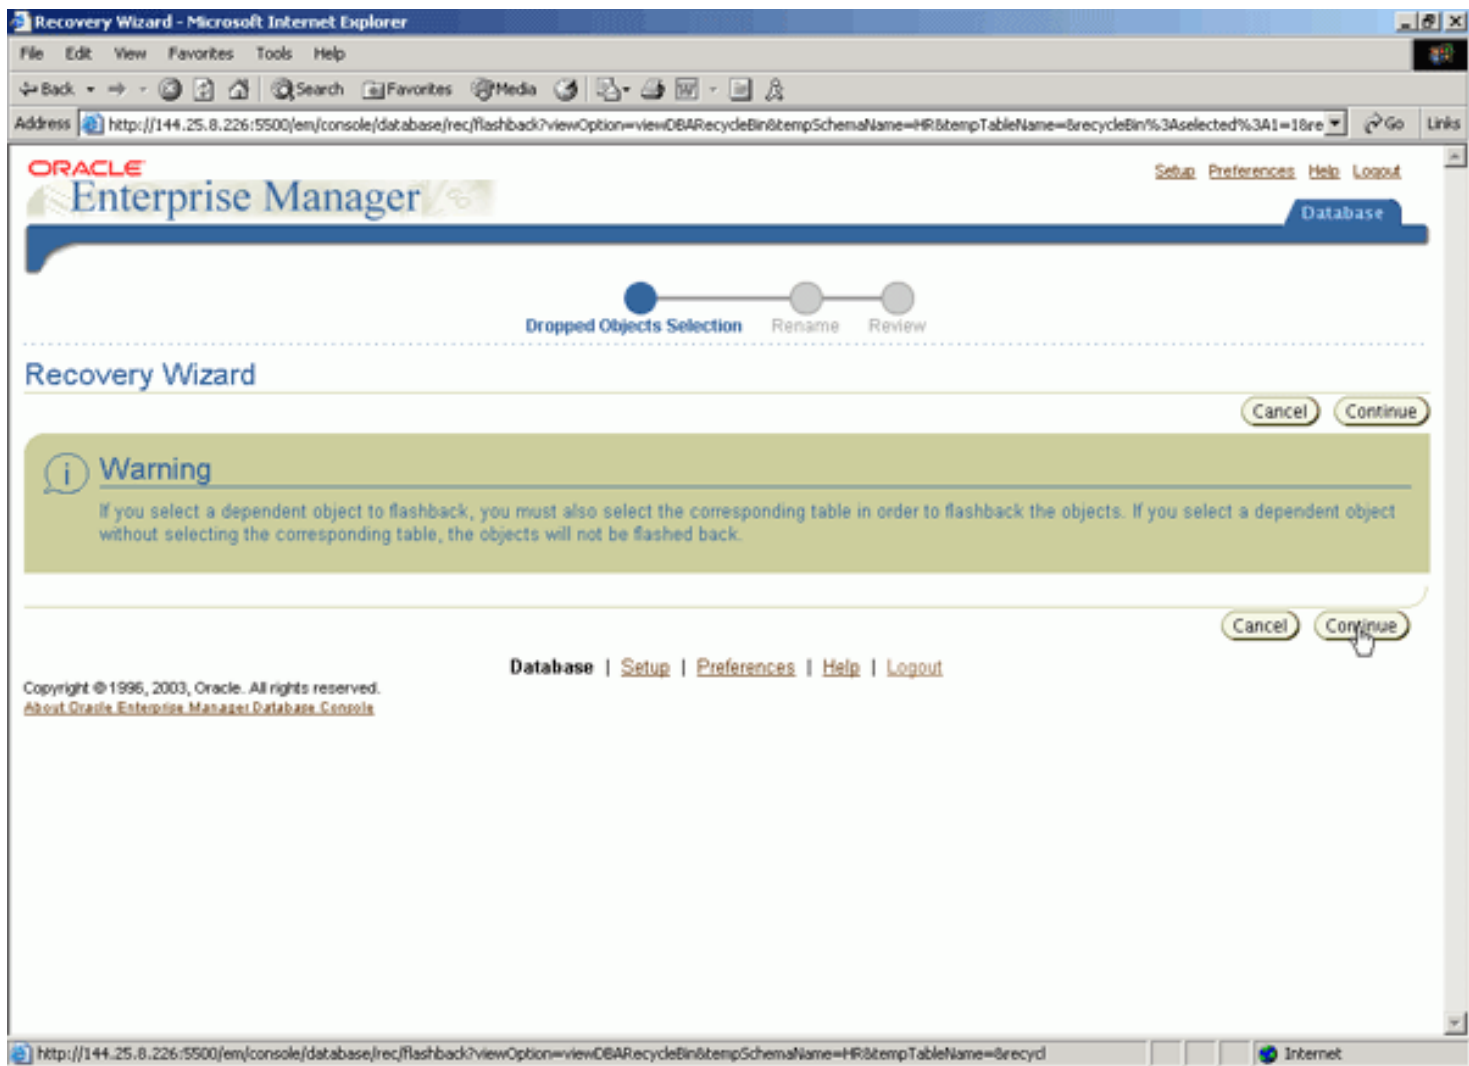 Recovery Wizard - Microsoft Internet Explorer
File Edit View Favorites Tools Help
Back Search Favorites Media
Address http://144.25.8.226:5500/em/console/database/rec/flashback?viewOption=viewDBARecycleBin&tempSchemaName=HR&tempTableName=&recycleBin%3Aselected%3A1=1&re Go Links
ORACLE
Enterprise Manager
Setup Preferences Help Logout
Database
Dropped Objects Selection Rename Review
Recovery Wizard
Cancel Continue
Warning
If you select a dependent object to flashback, you must also select the corresponding table in order to flashback the objects. If you select a dependent object
without selecting the corresponding table, the objects will not be flashed back.
Cancel Continue
Database | Setup | Preferences | Help | Logout
Copyright © 1996, 2003, Oracle. All rights reserved.
About Oracle Enterprise Manager Database Console
http://144.25.8.226:5500/em/console/database/rec/flashback?viewOption=viewDBARecycleBin&tempSchemaName=HR&tempTableName=&recycl Internet